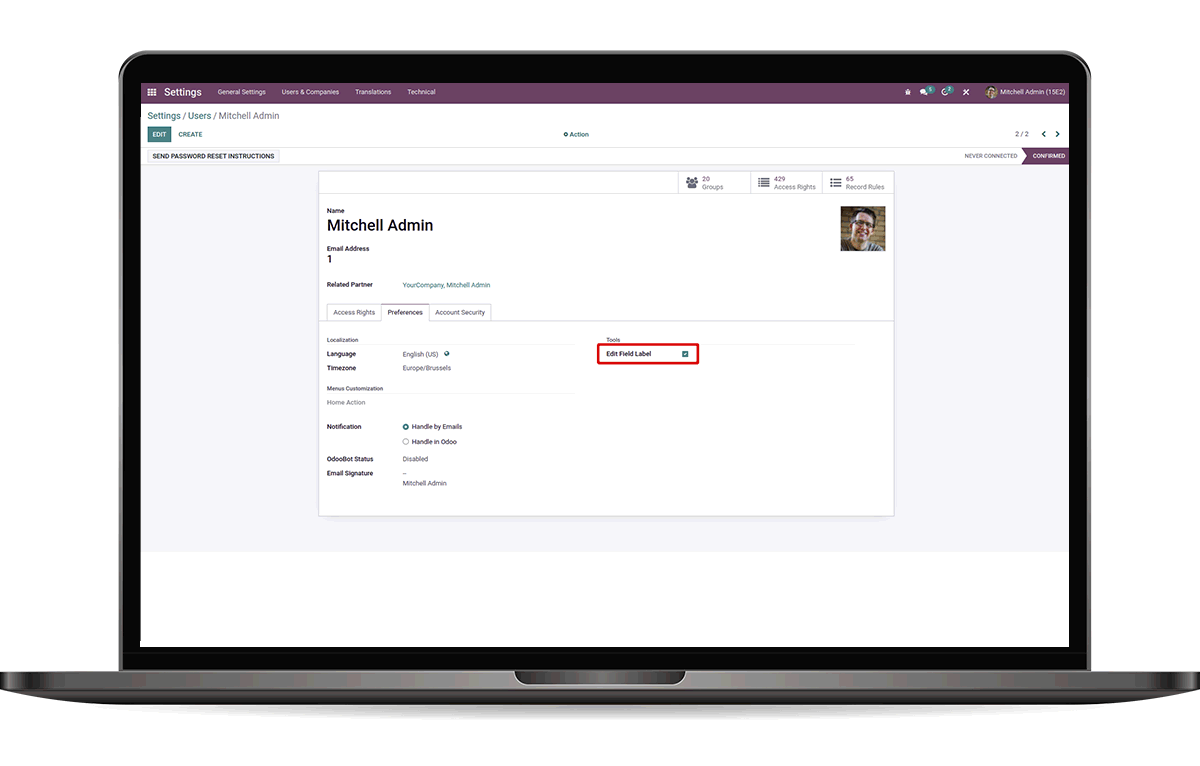 Settings General Settings Users & Companies Translations Technical 5 2 Mitchell Admin (15E2)
Settings / Users / Mitchell Admin
EDIT CREATE Action 2 / 2
SEND PASSWORD RESET INSTRUCTIONS NEVER CONNECTED CONFIRMED
20 429 65
Groups Access Rights Record Rules
Name
Mitchell Admin
Email Address
1
Related Partner YourCompany, Mitchell Admin
Access Rights Preferences Account Security
Localization Tools
Language English (US) Edit Field Label
Timezone Europe/Brussels
Menus Customization
Home Action
Notification Handle by Emails
Handle in Odoo
OdooBot Status Disabled
Email Signature --
Mitchell Admin